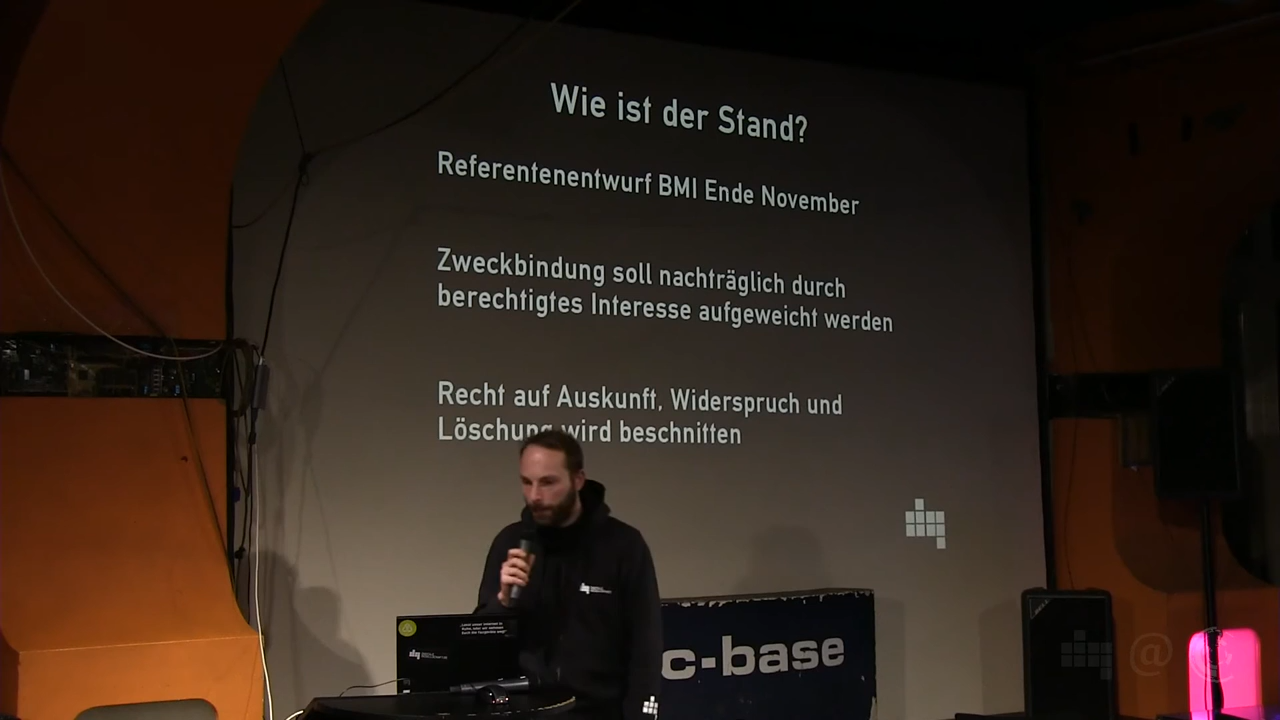 Wie ist der Stand?
Referentenentwurf BMI Ende November
Zweckbindung soll nachträglich durch
berechtigtes Interesse aufgeweicht werden
Recht auf Auskunft, Widerspruch und
Löschung wird beschnitten
c-base
@